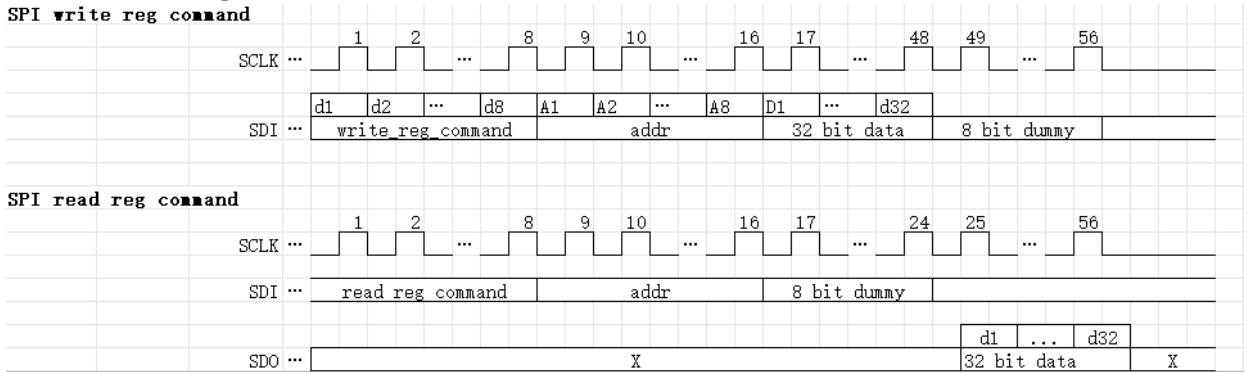 SPI write reg command
1 2 8 9 10 16 17 48 49 56
SCLK ··· ··· ··· ··· ···
d1 d2 ··· d8 A1 A2 ··· A8 D1 ··· d32
SDI ··· write_reg_command addr 32 bit data 8 bit dummy
SPI read reg command
1 2 8 9 10 16 17 24 25 56
SCLK ··· ··· ··· ··· ···
SDI ··· read reg command addr 8 bit dummy
d1 ... d32
SDO ··· X 32 bit data X